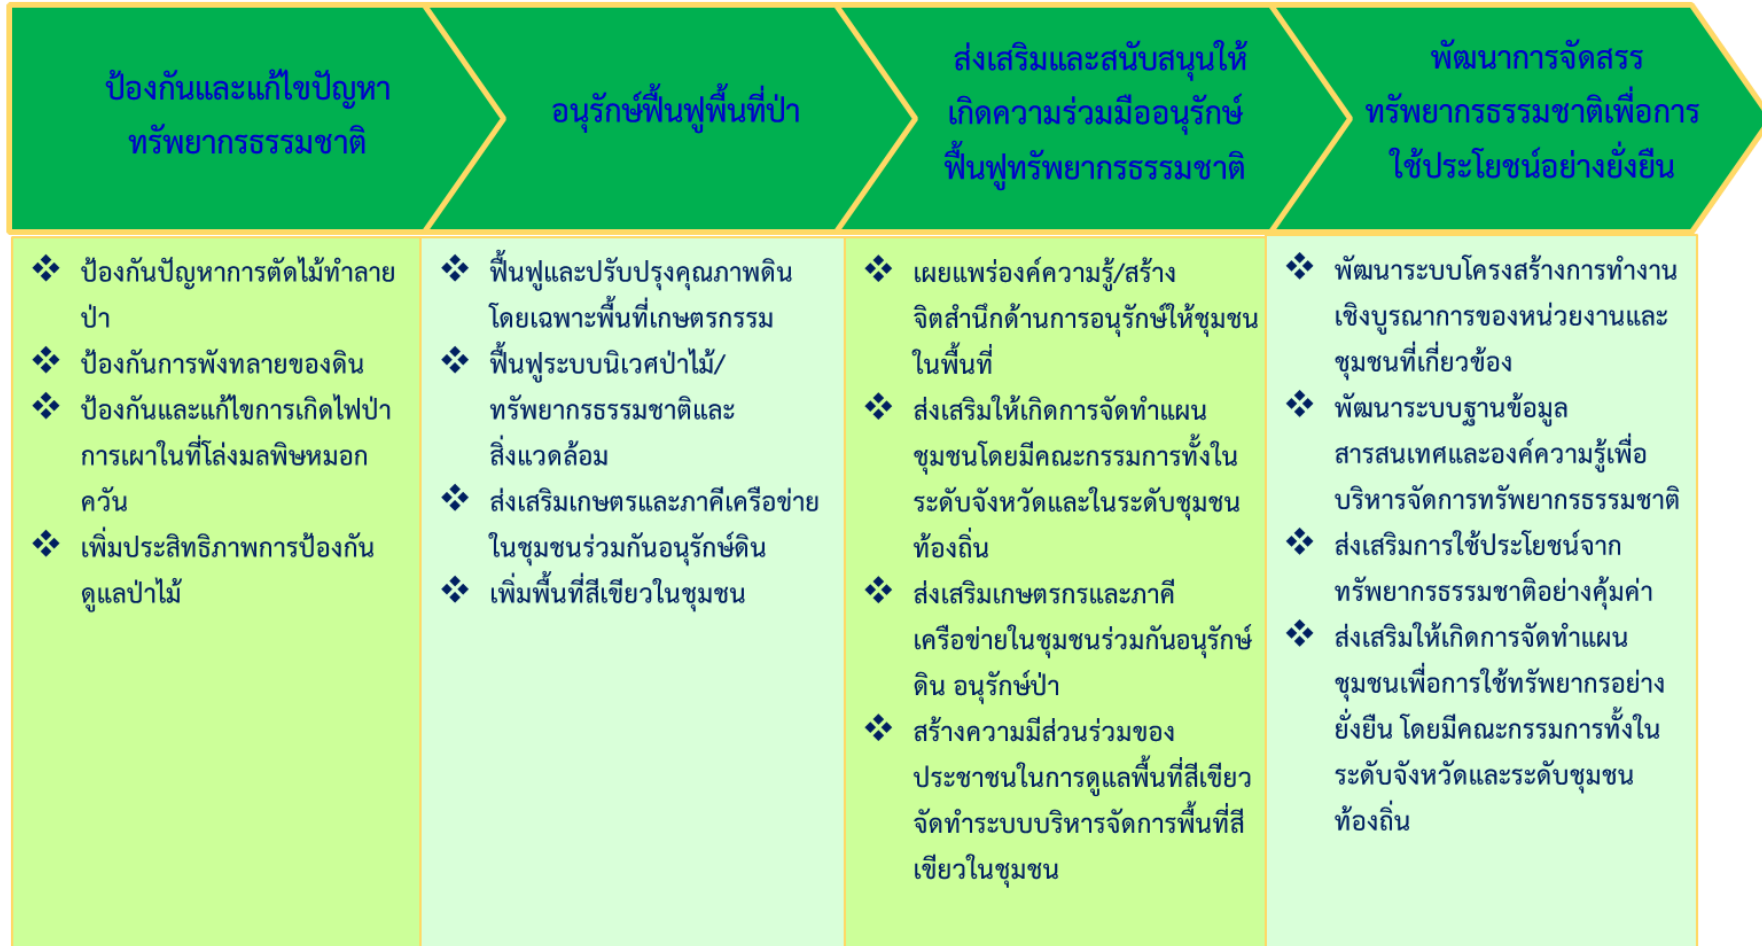 ป้องกันและแก้ไขปัญหา
ทรัพยากรธรรมชาติ
อนุรักษ์ฟื้นฟูพื้นที่ป่า
ส่งเสริมและสนับสนุนให้
เกิดความร่วมมืออนุรักษ์
ฟื้นฟูทรัพยากรธรรมชาติ
พัฒนาการจัดสรร
ทรัพยากรธรรมชาติเพื่อการ
ใช้ประโยชน์อย่างยั่งยืน
❖ ป้องกันปัญหาการตัดไม้ทำลาย
ป่า
❖ ป้องกันการพังทลายของดิน
❖ ป้องกันและแก้ไขการเกิดไฟป่า
การเผาในที่โล่งมลพิษหมอก
ควัน
❖ เพิ่มประสิทธิภาพการป้องกัน
ดูแลป่าไม้
❖ ฟื้นฟูและปรับปรุงคุณภาพดิน
โดยเฉพาะพื้นที่เกษตรกรรม
❖ ฟื้นฟูระบบนิเวศป่าไม้/
ทรัพยากรธรรมชาติและ
สิ่งแวดล้อม
❖ ส่งเสริมเกษตรและภาคีเครือข่าย
ในชุมชนร่วมกันอนุรักษ์ดิน
❖ เพิ่มพื้นที่สีเขียวในชุมชน
❖ เผยแพร่องค์ความรู้/สร้าง
จิตสำนึกด้านการอนุรักษ์ให้ชุมชน
ในพื้นที่
❖ ส่งเสริมให้เกิดการจัดทำแผน
ชุมชนโดยมีคณะกรรมการทั้งใน
ระดับจังหวัดและในระดับชุมชน
ท้องถิ่น
❖ ส่งเสริมเกษตรกรและภาคี
เครือข่ายในชุมชนร่วมกันอนุรักษ์
ดิน อนุรักษ์ป่า
❖ สร้างความมีส่วนร่วมของ
ประชาชนในการดูแลพื้นที่สีเขียว
จัดทำระบบบริหารจัดการพื้นที่สี
เขียวในชุมชน
❖ พัฒนาระบบโครงสร้างการทำงาน
เชิงบูรณาการของหน่วยงานและ
ชุมชนที่เกี่ยวข้อง
❖ พัฒนาระบบฐานข้อมูล
สารสนเทศและองค์ความรู้เพื่อ
บริหารจัดการทรัพยากรธรรมชาติ
❖ ส่งเสริมการใช้ประโยชน์จาก
ทรัพยากรธรรมชาติอย่างคุ้มค่า
❖ ส่งเสริมให้เกิดการจัดทำแผน
ชุมชนเพื่อการใช้ทรัพยากรอย่าง
ยั่งยืน โดยมีคณะกรรมการทั้งใน
ระดับจังหวัดและระดับชุมชน
ท้องถิ่น